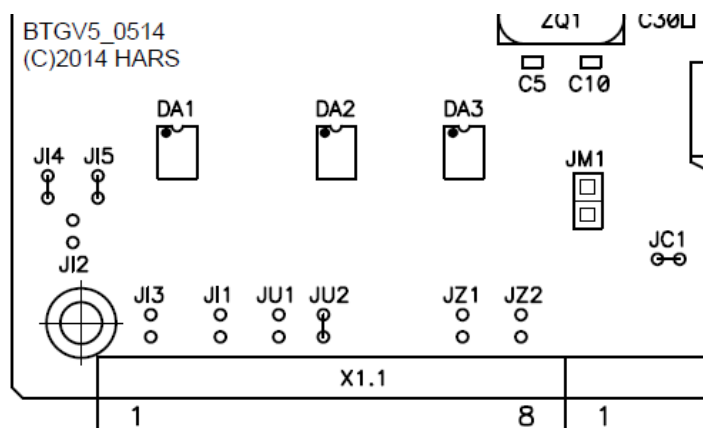 BTGV5_0514
(C)2014 HARS
ZQ1
C30
C5
C10
DA1
DA2
DA3
JI4
JI5
JM1
JI2
JC1
JI3
JI1
JU1
JU2
JZ1
JZ2
X1.1
1
8
1